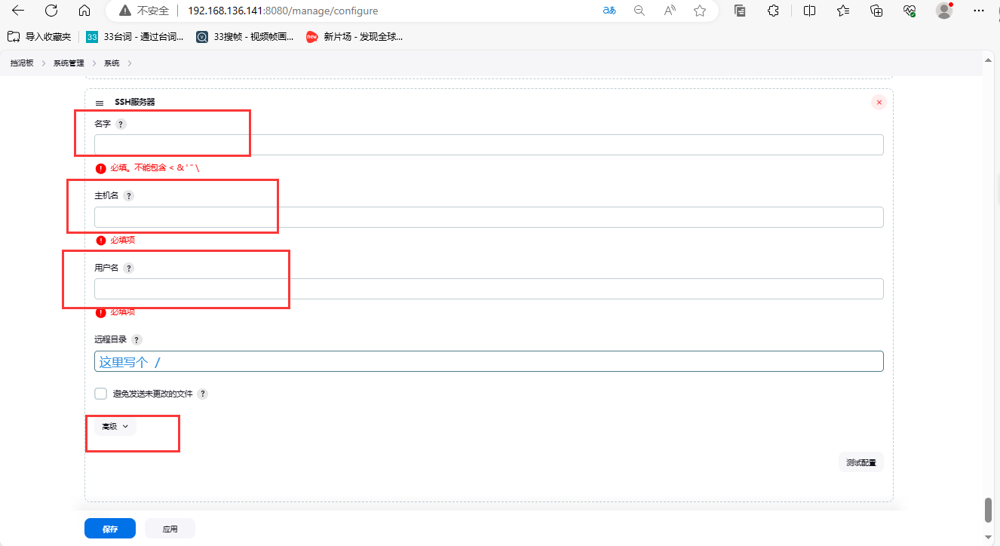 不安全 192.168.136.141:8080/manage/configure
导入收藏夹 33台词 - 通过台词... 33搜帧 - 视频帧画... 新片场 - 发现全球...
挡泥板 系统管理 系统
SSH服务器
名字 ?
必填。不能包含 < & ' " \
主机名 ?
必填项
用户名 ?
必填项
远程目录 ?
这里写个 /
避免发送未更改的文件 ?
高级
测试配置
保存 应用